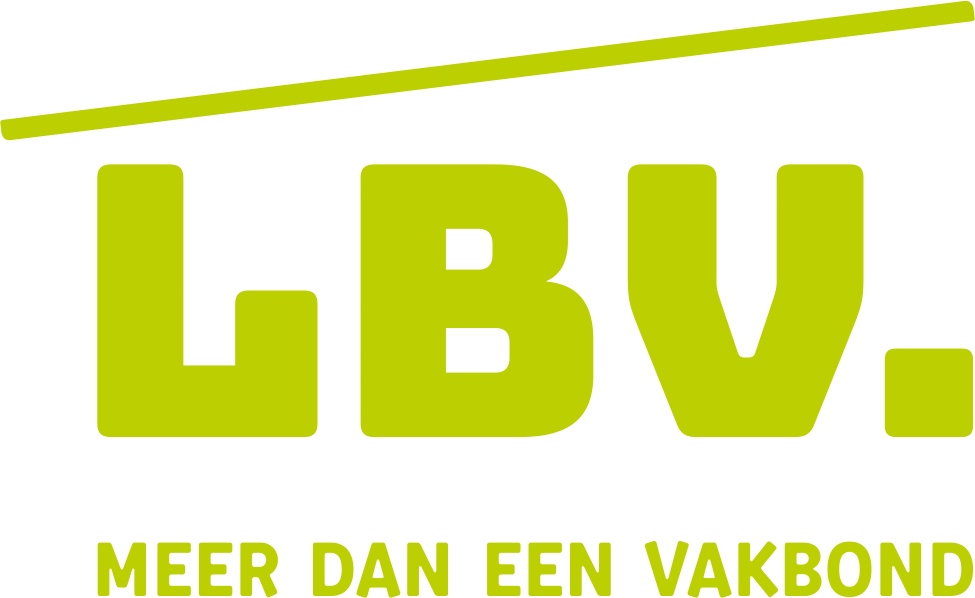 LBV.
MEER DAN EEN VAKBOND